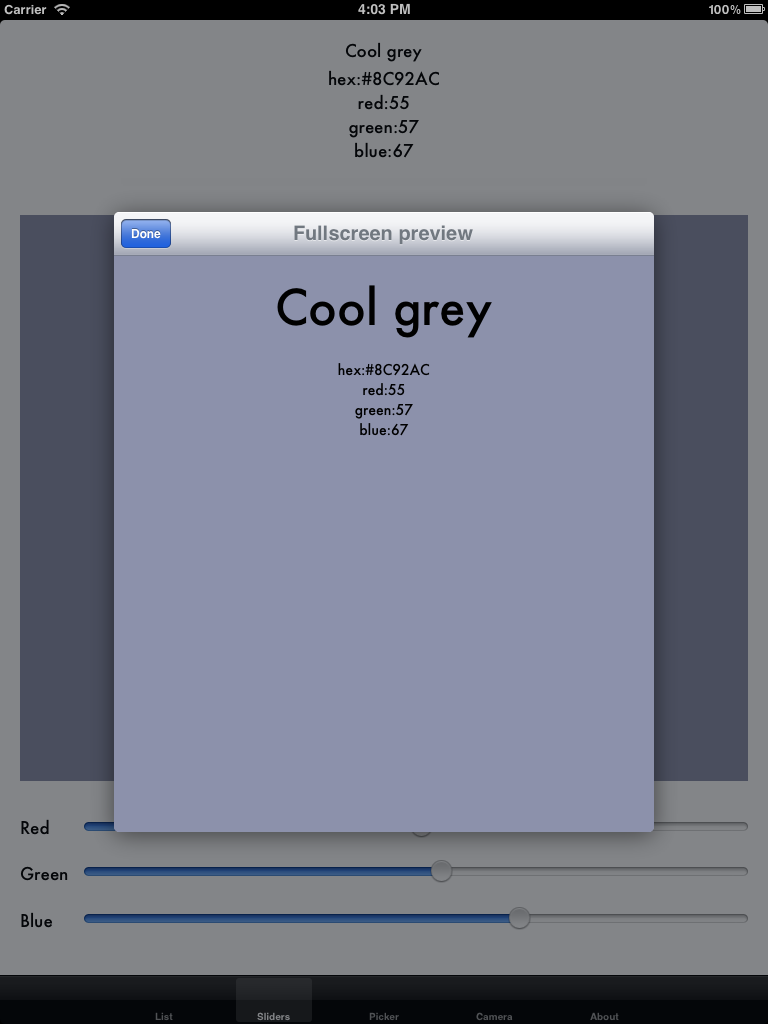 Carrier 4:03 PM 100%
Cool grey
hex:#8C92AC
red:55
green:57
blue:67
Done Fullscreen preview
Cool grey
hex:#8C92AC
red:55
green:57
blue:67
Red
Green
Blue
List Sliders Picker Camera About